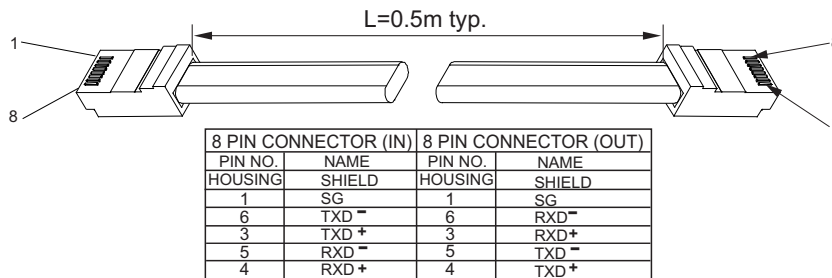 L=0.5m typ.
1
8
8 PIN CONNECTOR (IN) 8 PIN CONNECTOR (OUT)
PIN NO. NAME PIN NO. NAME
HOUSING SHIELD HOUSING SHIELD
1 SG 1 SG
6 TXD - 6 RXD-
3 TXD + 3 RXD+
5 RXD - 5 TXD -
4 RXD + 4 TXD +